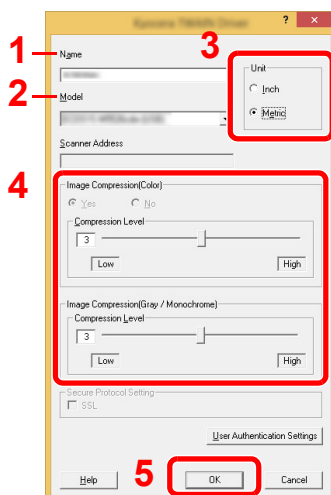 Kyocera TWAIN Driver ? ×
1 Name
3
Unit
Inch
Metric
2 Model
Scanner Address
4
Image Compression(Color)
Yes No
Compression Level
3
Low High
Image Compression(Gray / Monochrome)
Compression Level
3
Low High
Secure Protocol Setting
SSL
User Authentication Settings
5
Help OK Cancel